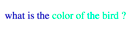 what is the color of the bird ?